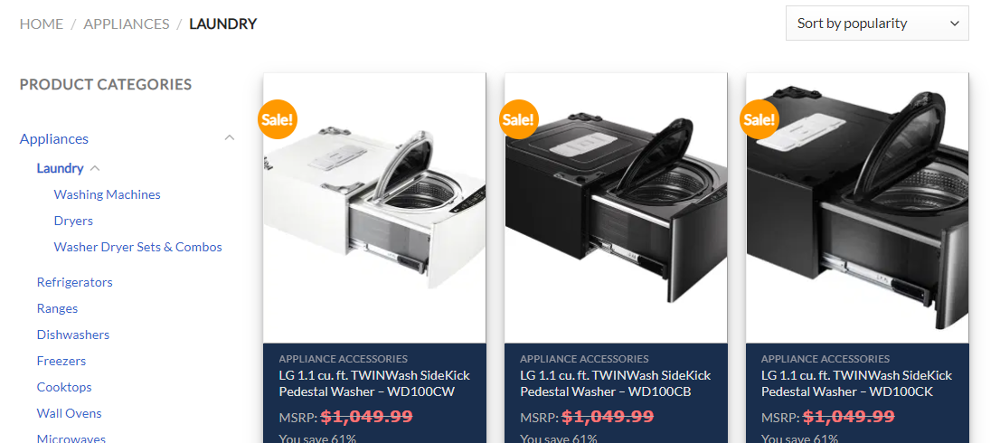 HOME / APPLIANCES / LAUNDRY
Sort by popularity
PRODUCT CATEGORIES
Appliances
Laundry
Washing Machines
Dryers
Washer Dryer Sets & Combos
Refrigerators
Ranges
Dishwashers
Freezers
Cooktops
Wall Ovens
Microwaves
Sale!
APPLIANCE ACCESSORIES
LG 1.1 cu. ft. TWINWash SideKick
Pedestal Washer – WD100CW
MSRP: $1,049.99
You save 61%
Sale!
APPLIANCE ACCESSORIES
LG 1.1 cu. ft. TWINWash SideKick
Pedestal Washer – WD100CB
MSRP: $1,049.99
You save 61%
Sale!
APPLIANCE ACCESSORIES
LG 1.1 cu. ft. TWINWash SideKick
Pedestal Washer – WD100CK
MSRP: $1,049.99
You save 61%